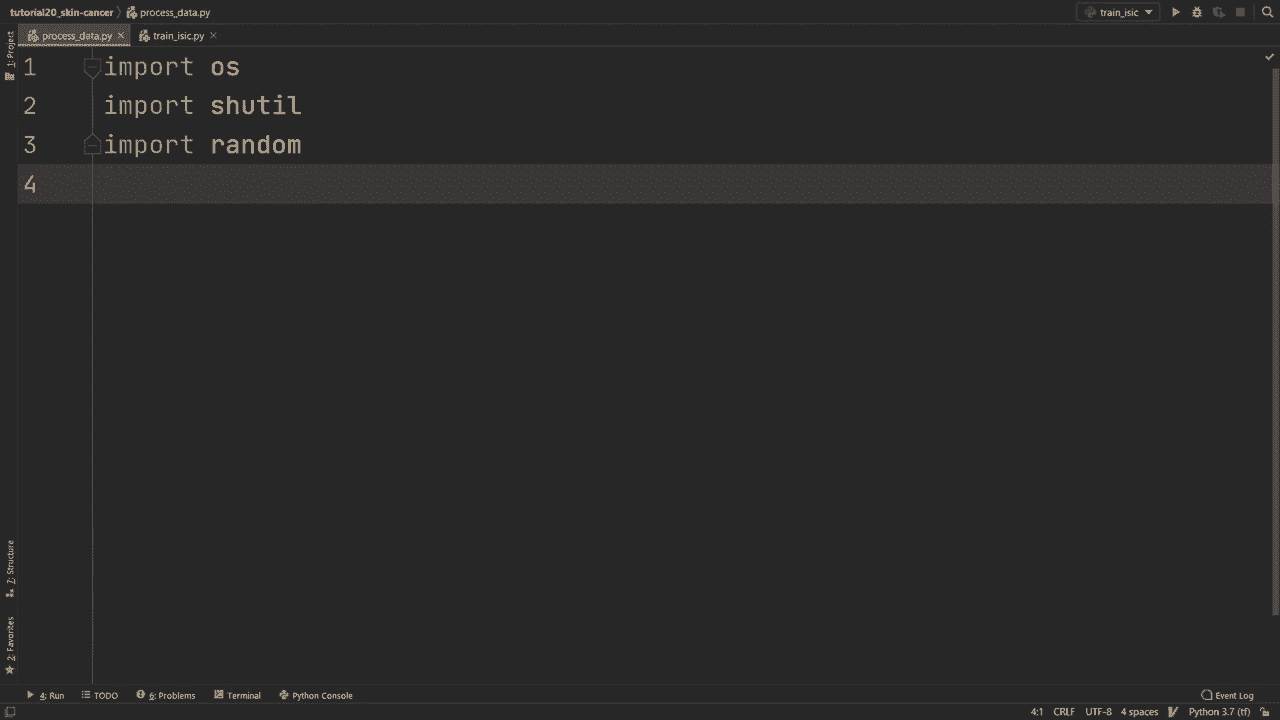 tutorial20_skin-cancer process_data.py train_isic
process_data.py train_isic.py
1: Project
1 import os
2 import shutil
3 import random
4
7: Structure
2: Favorites
4: Run TODO 6: Problems Terminal Python Console Event Log
4:1 CRLF UTF-8 4 spaces Python 3.7 (tf)